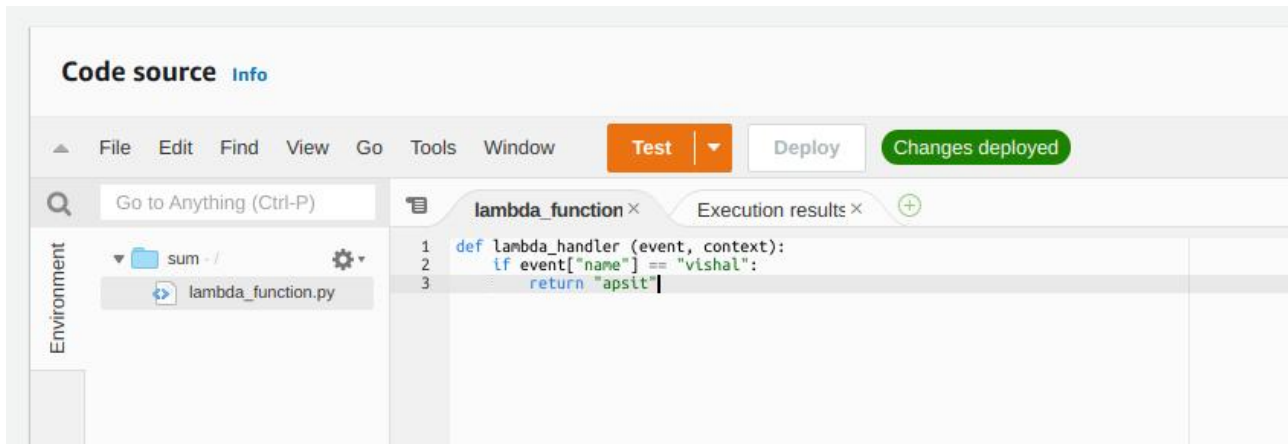 Code source Info
File Edit Find View Go Tools Window Test Deploy Changes deployed
Go to Anything (Ctrl-P)
lambda_function × Execution results ×
Environment
sum - /
lambda_function.py
1 def lambda_handler (event, context):
2 if event["name"] == "vishal":
3 return "apsit"